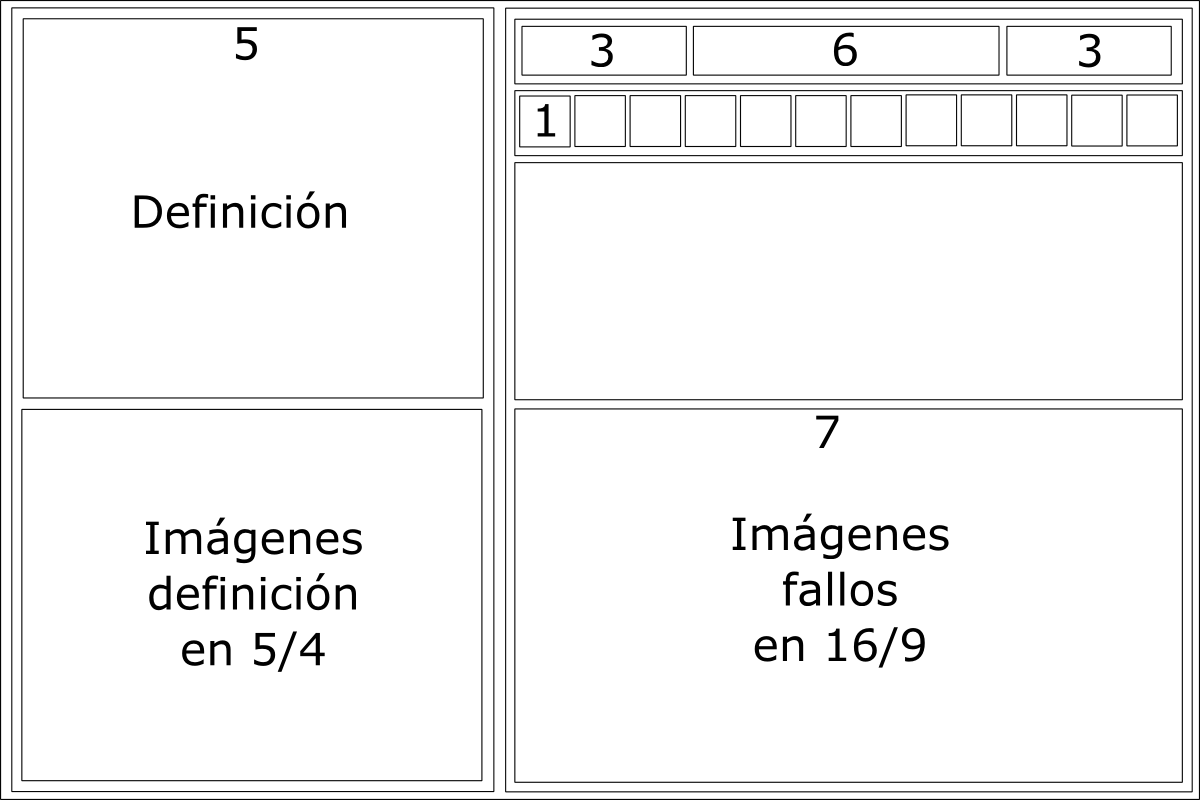 5
Definición
Imágenes
definición
en 5/4
3 6 3
1
7
Imágenes
fallos
en 16/9